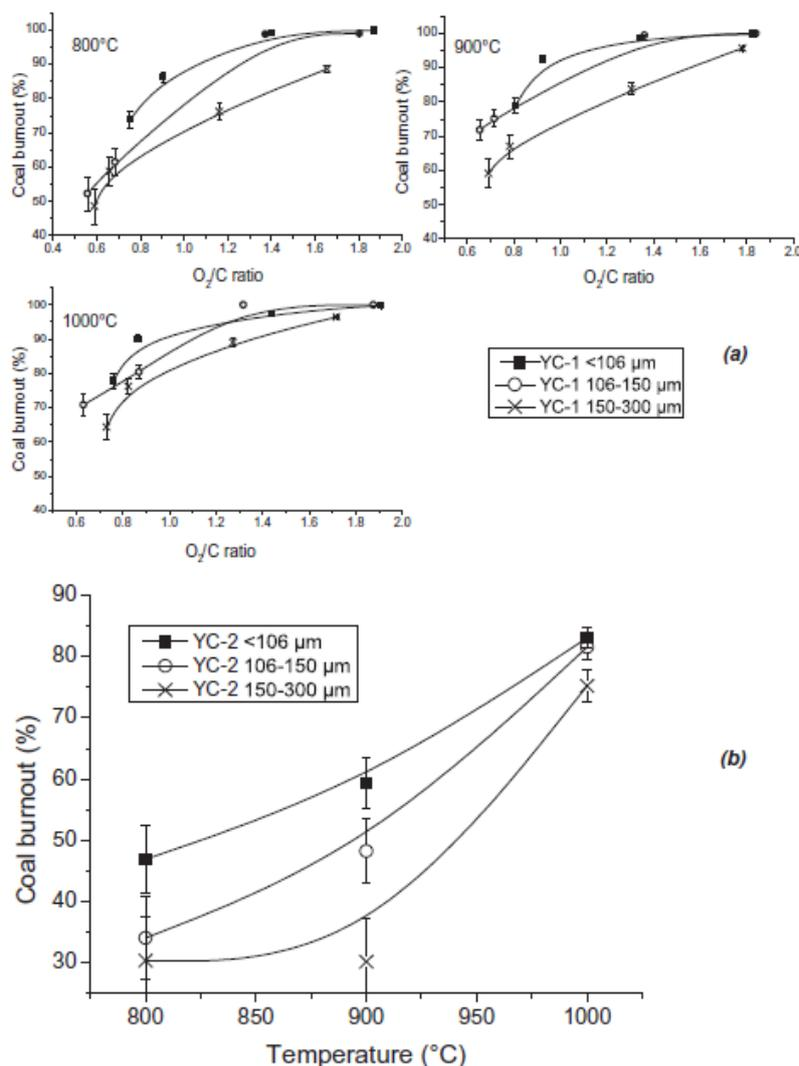 800°C
100
90
80
70
60
50
40
0.4 0.6 0.8 1.0 1.2 1.4 1.6 1.8 2.0
Coal burnout (%)
O₂/C ratio
900°C
100
90
80
70
60
50
40
0.6 0.8 1.0 1.2 1.4 1.6 1.8 2.0
Coal burnout (%)
O₂/C ratio
1000°C
100
90
80
70
60
50
40
0.6 0.8 1.0 1.2 1.4 1.6 1.8 2.0
Coal burnout (%)
O₂/C ratio
(a)
YC-1 <106 μm
YC-1 106-150 μm
YC-1 150-300 μm
90
80
70
60
50
40
30
Coal burnout (%)
YC-2 <106 μm
YC-2 106-150 μm
YC-2 150-300 μm
(b)
800 850 900 950 1000
Temperature (°C)